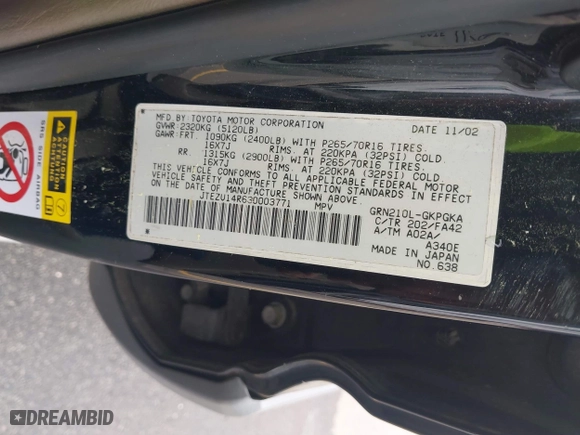 MFD BY TOYOTA MOTOR CORPORATION DATE 11/02
GVWR:2320KG (5120LB)
GAWR:FRT. 1090KG (2400LB) WITH P265/70R16 TIRES
16X7J RIMS. AT 220KPA (32PSI) COLD.
RR. 1315KG (2900LB) WITH P265/70R16 TIRES
16X7J RIMS. AT 220KPA (32PSI) COLD.
THIS VEHICLE CONFORMS TO ALL APPLICABLE FEDERAL MOTOR
VEHICLE SAFETY AND THEFT PREVENTION STANDARDS IN EFFECT
ON THE DATE OF MANUFACTURE SHOWN ABOVE.
JTEZU14R630003771 MPV
GRN210L-GKPGKA
C/TR 202/FA42
A/TM A02A/
A340E
MADE IN JAPAN
NO.638
CAUTION
SRS SIDE AIRBAG
DREAMBID